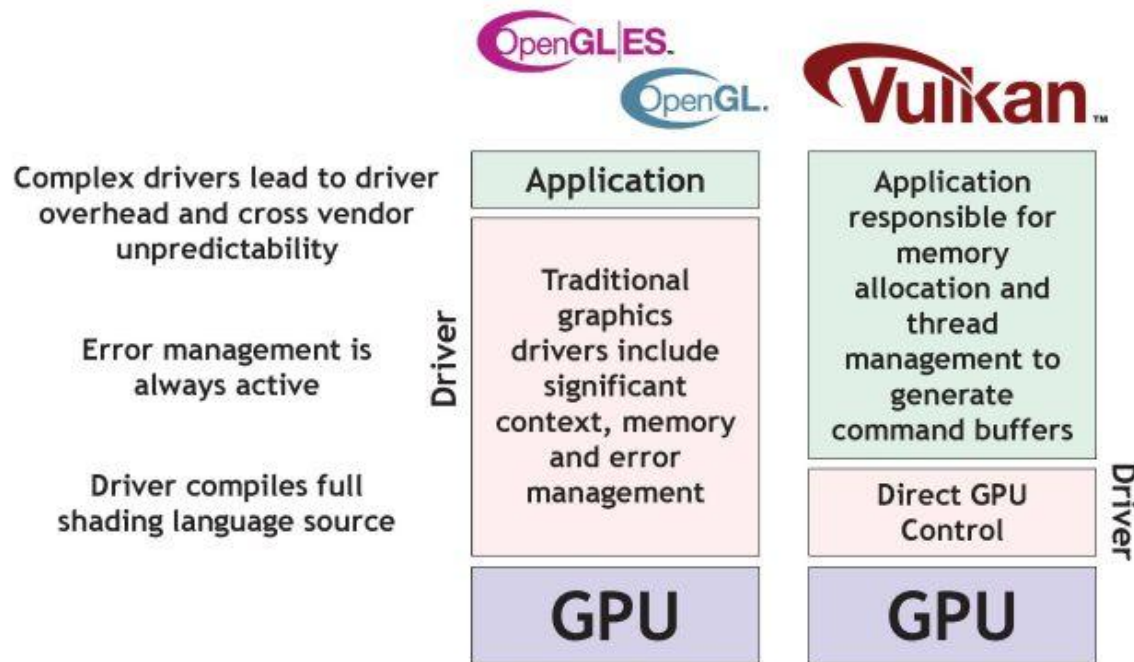 OpenGL|ES™
OpenGL.
Vulkan™
Complex drivers lead to driver
overhead and cross vendor
unpredictability
Error management is
always active
Driver compiles full
shading language source
Driver
Application
Traditional
graphics
drivers include
significant
context, memory
and error
management
GPU
Application
responsible for
memory
allocation and
thread
management to
generate
command buffers
Direct GPU
Control
Driver
GPU